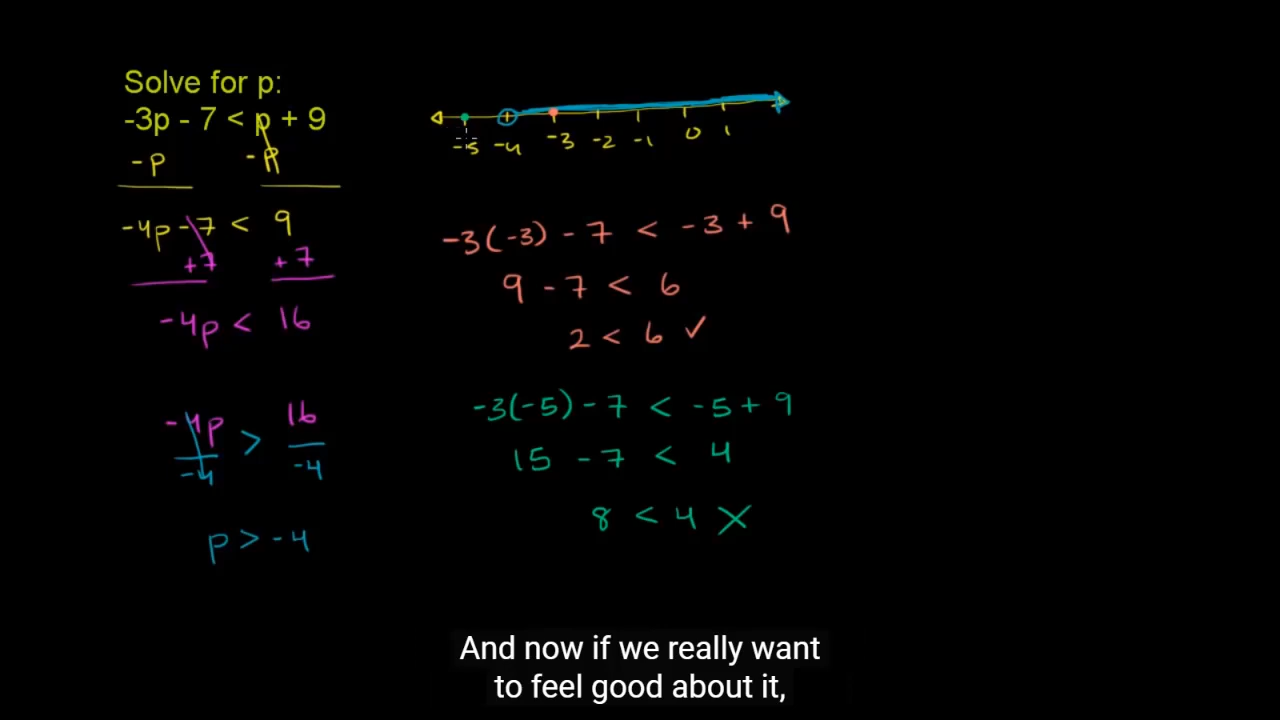 Solve for p:
-3p - 7 < p + 9
-p -p
-4p - 7 < 9
+7 +7
-4p < 16
-4p > 16
-4 -4
p > -4
-5 -4 -3 -2 -1 0 1
-3(-3) - 7 < -3 + 9
9 - 7 < 6
2 < 6 ✓
-3(-5) - 7 < -5 + 9
15 - 7 < 4
8 < 4 X
And now if we really want
to feel good about it,